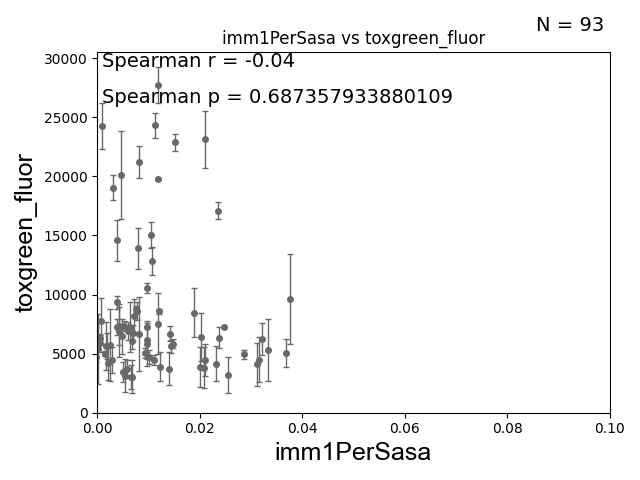 N = 93
imm1PerSasa vs toxgreen_fluor
Spearman r = -0.04
Spearman p = 0.687357933880109
30000
25000
20000
15000
10000
5000
0
toxgreen_fluor
0.00 0.02 0.04 0.06 0.08 0.10
imm1PerSasa